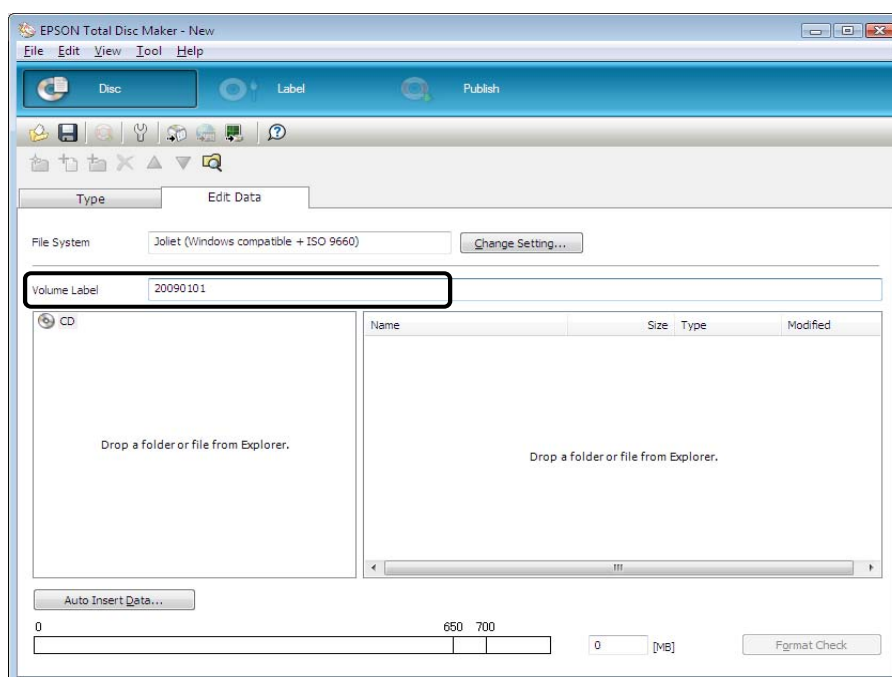 EPSON Total Disc Maker - New
File Edit View Tool Help
Disc Label Publish
Type Edit Data
File System Joliet (Windows compatible + ISO 9660) Change Setting...
Volume Label 20090101
CD
Name Size Type Modified
Drop a folder or file from Explorer.
Drop a folder or file from Explorer.
Auto Insert Data...
0 650 700
0 [MB] Format Check